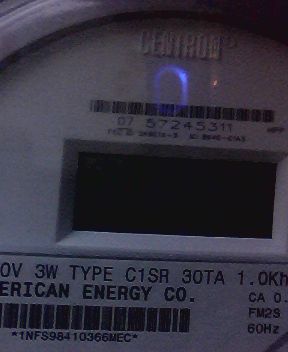 CENTRON®
07 57245311
0V 3W TYPE C1SR 30TA 1.0Kh
ERICAN ENERGY CO.
CA 0.
FM2S
60Hz
*1NFS98410366MEC*